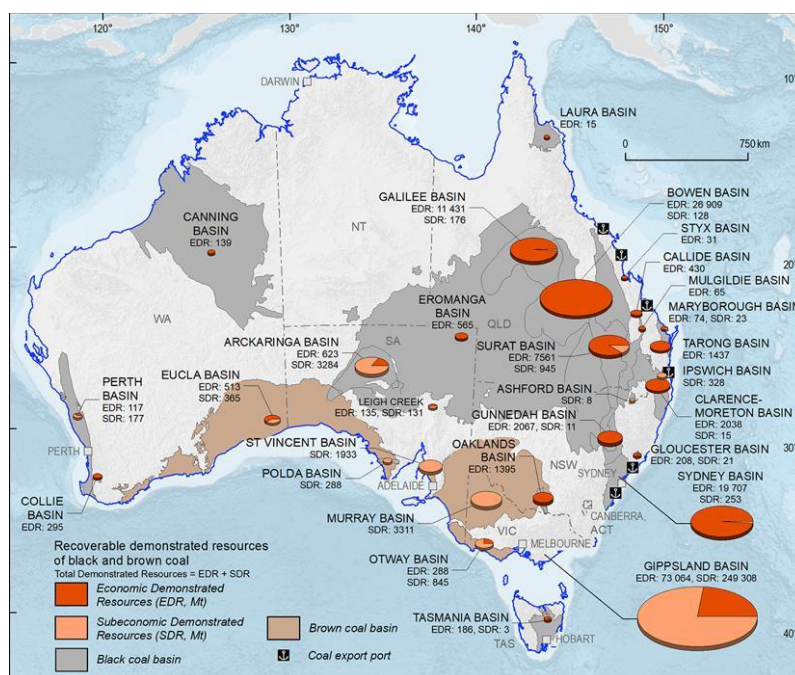 120°
130°
140°
150°
DARWIN
10°
LAURA BASIN
EDR: 15
0
750 km
GALILEE BASIN
EDR: 11 431
SDR: 176
BOWEN BASIN
EDR: 26 909
SDR: 128
CANNING
BASIN
EDR: 139
NT
STYX BASIN
EDR: 31
20°
CALLIDE BASIN
EDR: 430
MULGILDIE BASIN
EDR: 65
EROMANGA
BASIN
EDR: 565
QLD
MARYBOROUGH BASIN
EDR: 74, SDR: 23
WA
SA
ARCKARINGA BASIN
EDR: 623
SDR: 3284
SURAT BASIN
EDR: 7561
SDR: 945
TARONG BASIN
EDR: 1437
PERTH
BASIN
EDR: 117
SDR: 177
EUCLA BASIN
EDR: 513
SDR: 365
LEIGH CREEK
EDR: 135, SDR: 131
ASHFORD BASIN
SDR: 8
IPSWICH BASIN
SDR: 328
GUNNEDAH BASIN
EDR: 2067, SDR: 11
CLARENCE-
MORETON BASIN
EDR: 2038
SDR: 15
30°
PERTH
ST VINCENT BASIN
SDR: 1933
OAKLANDS
BASIN
EDR: 1395
NSW
SYDNEY
GLOUCESTER BASIN
EDR: 208, SDR: 21
POLDA BASIN
SDR: 288
ADELAIDE
SYDNEY BASIN
EDR: 19 707
SDR: 253
COLLIE
BASIN
EDR: 295
MURRAY BASIN
SDR: 3311
CANBERRA,
ACT
VIC
MELBOURNE
OTWAY BASIN
EDR: 288
SDR: 845
GIPPSLAND BASIN
EDR: 73 064, SDR: 249 308
Recoverable demonstrated resources
of black and brown coal
Total Demonstrated Resources = EDR + SDR
Economic Demonstrated
Resources (EDR, Mt)
Subeconomic Demonstrated
Resources (SDR, Mt)
Black coal basin
Brown coal basin
Coal export port
TASMANIA BASIN
EDR: 186, SDR: 3
TAS
HOBART
40°